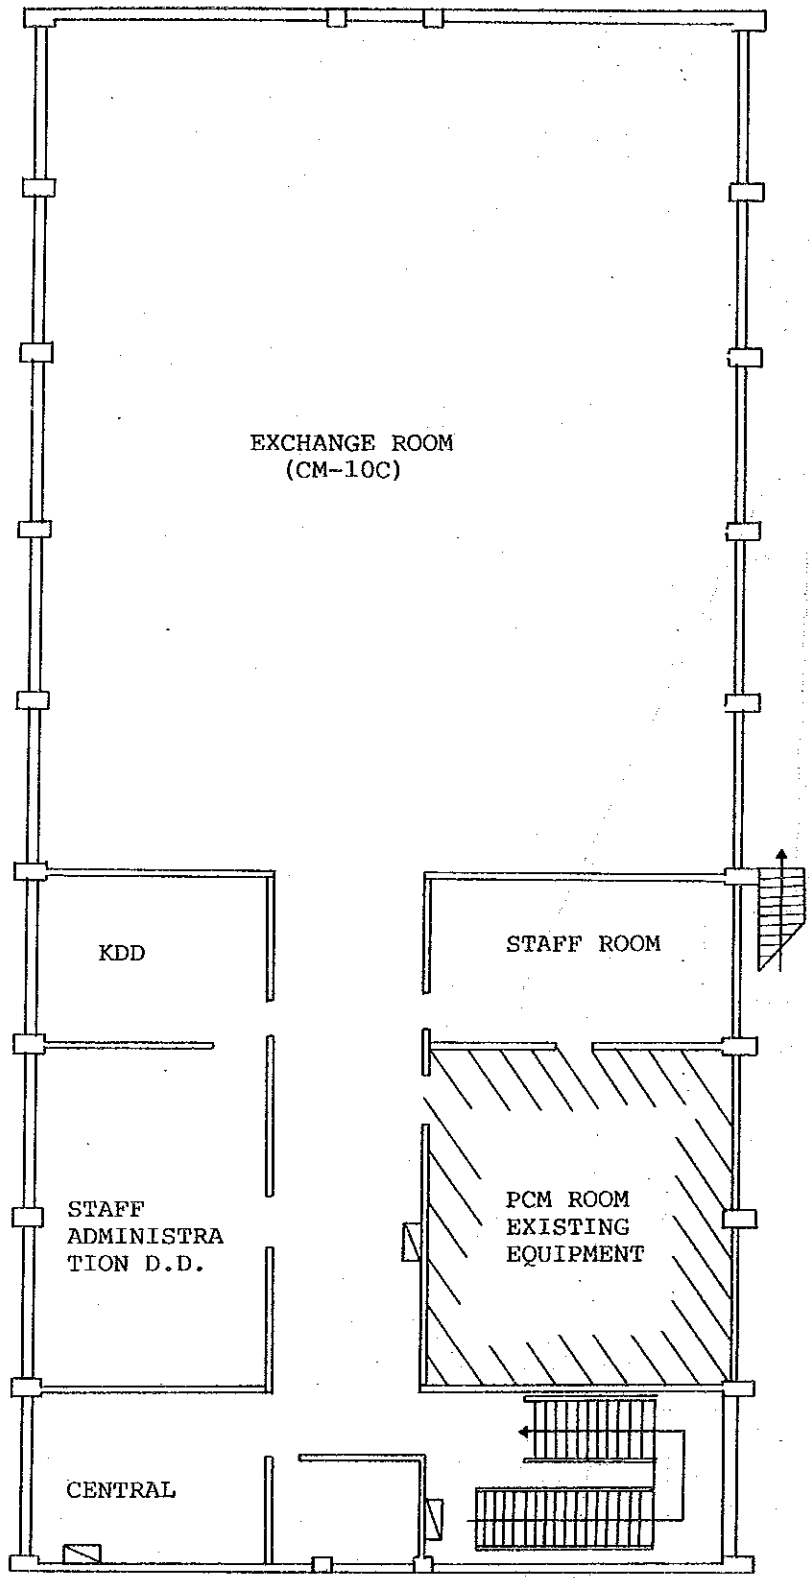 EXCHANGE ROOM
(CM-10C)
KDD
STAFF ROOM
STAFF
ADMINISTRA
TION D.D.
PCM ROOM
EXISTING
EQUIPMENT
CENTRAL